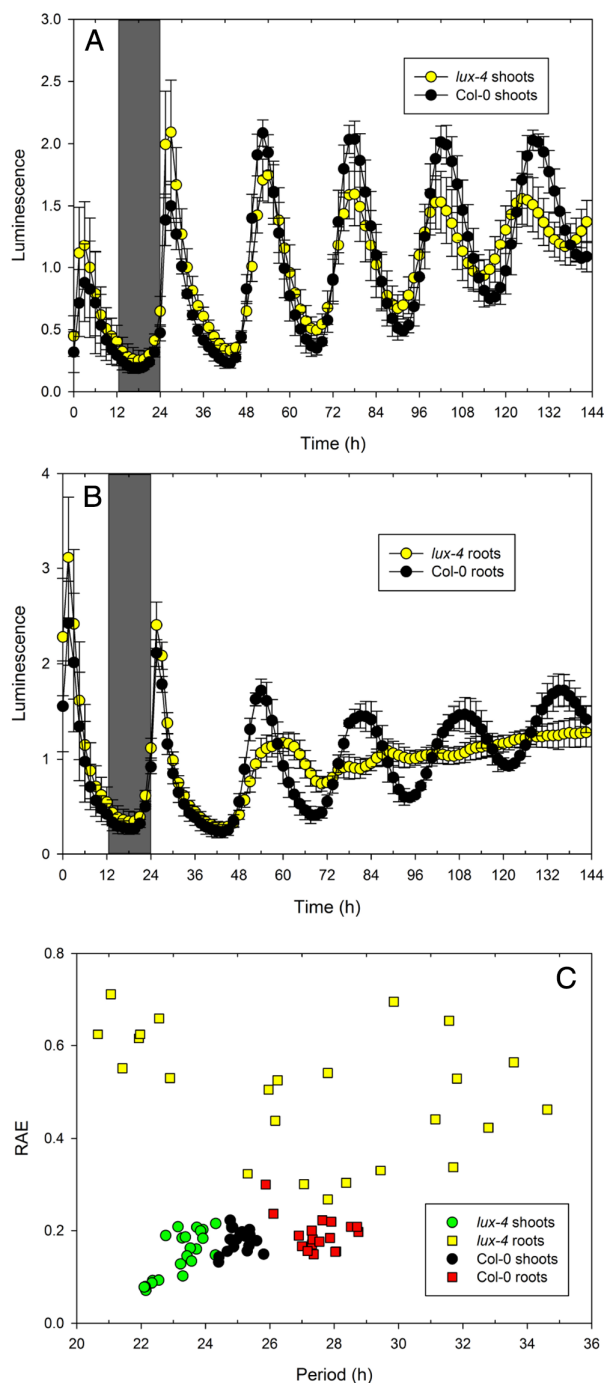 A
3.0
2.5
2.0
1.5
1.0
0.5
0.0
Luminescence
lux-4 shoots
Col-0 shoots
0 12 24 36 48 60 72 84 96 108 120 132 144
Time (h)
B
4
3
2
1
0
Luminescence
lux-4 roots
Col-0 roots
0 12 24 36 48 60 72 84 96 108 120 132 144
Time (h)
C
0.8
0.6
0.4
0.2
0.0
RAE
lux-4 shoots
lux-4 roots
Col-0 shoots
Col-0 roots
20 22 24 26 28 30 32 34 36
Period (h)